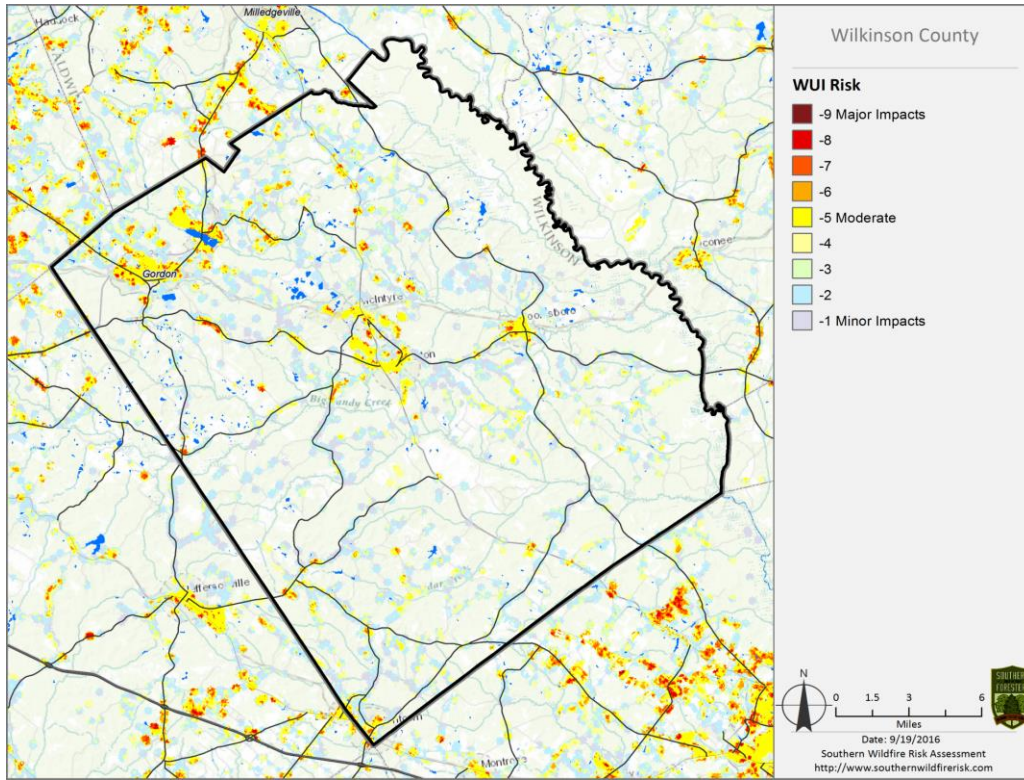 Milledgeville
WILKINSON
Gordon
Montrose
Wilkinson County
WUI Risk
-9 Major Impacts
-8
-7
-6
-5 Moderate
-4
-3
-2
-1 Minor Impacts
N
0 1.5 3 6
Miles
Date: 9/19/2016
Southern Wildfire Risk Assessment
http://www.southernwildfirerisk.com